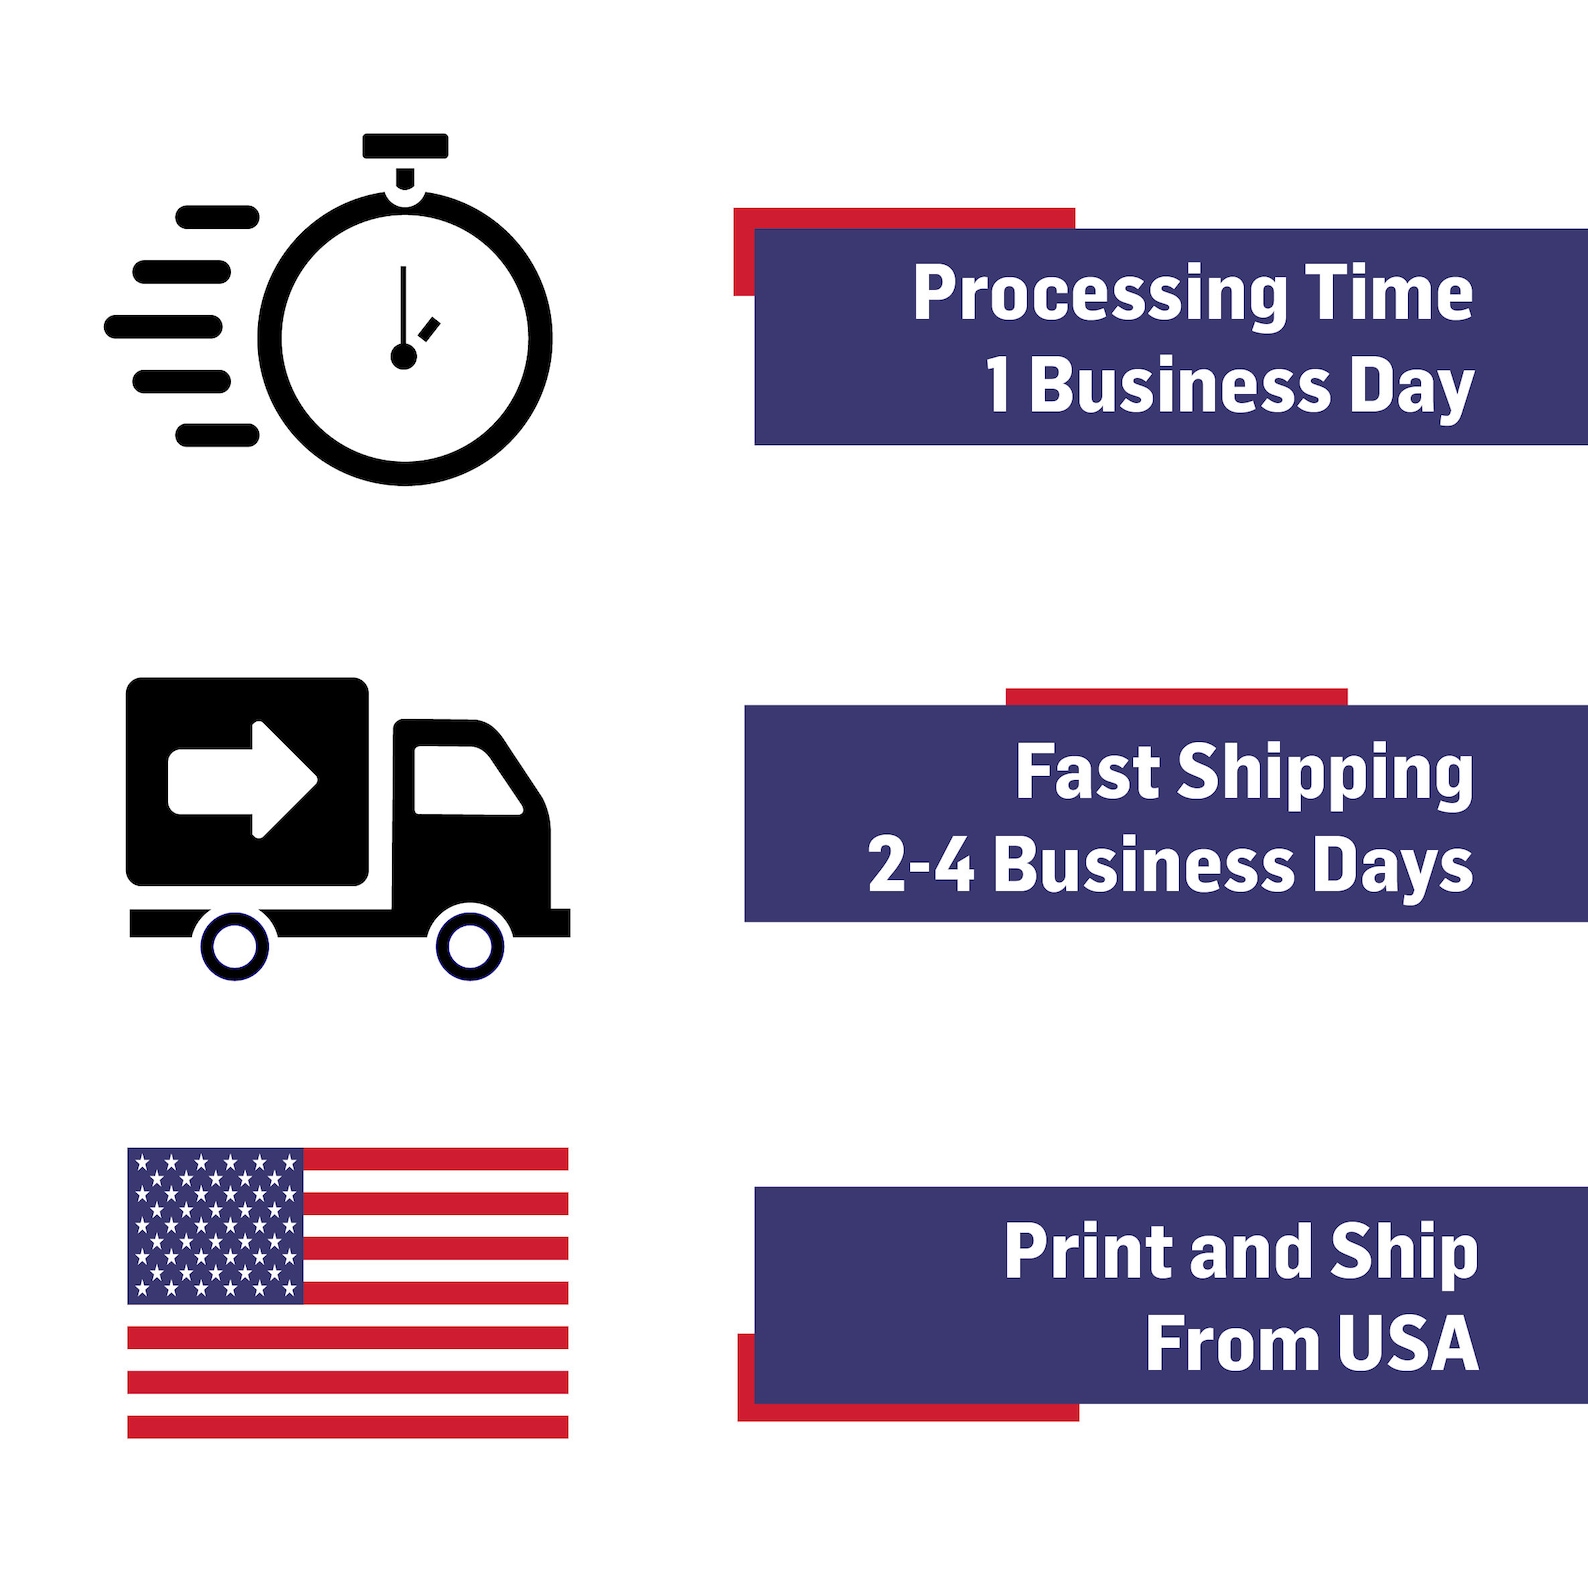 Processing Time
1 Business Day
Fast Shipping
2-4 Business Days
Print and Ship
From USA